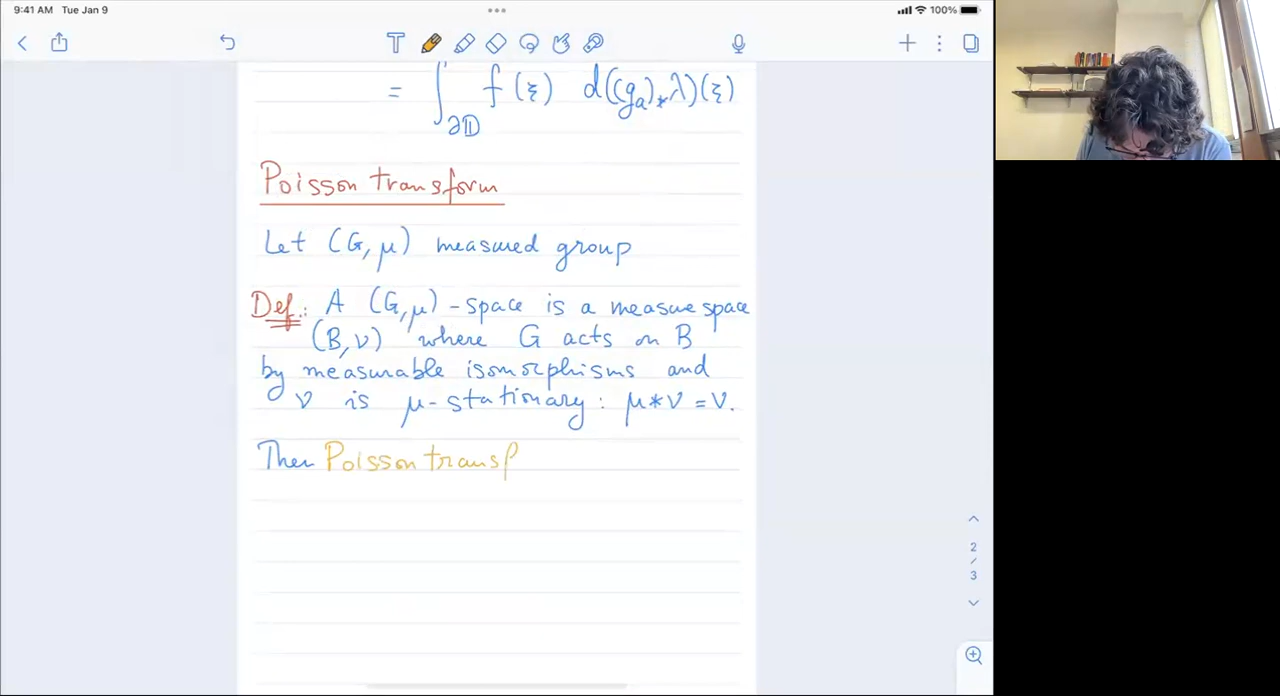 9:41 AM Tue Jan 9
100%
= ∫_{∂𝔻} f(ξ) d((g_a)_*λ)(ξ)
Poisson transform
Let (G, μ) measured group
Def.: A (G, μ) - space is a measure space
(B, ν) where G acts on B
by measurable isomorphisms and
ν is μ-stationary : μ * ν = ν.
Then Poisson transf
2
/
3